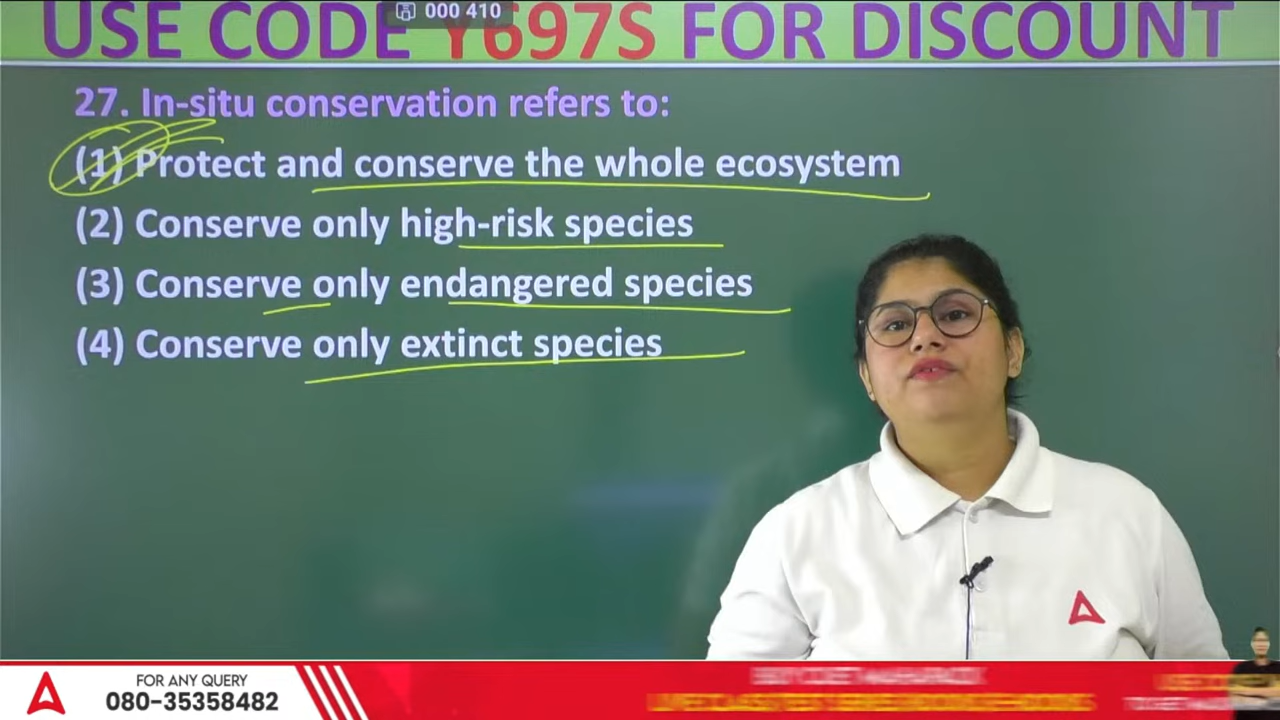 USE CODE Y697S FOR DISCOUNT
000 410
27. In-situ conservation refers to:
(1) Protect and conserve the whole ecosystem
(2) Conserve only high-risk species
(3) Conserve only endangered species
(4) Conserve only extinct species
FOR ANY QUERY
080-35358482